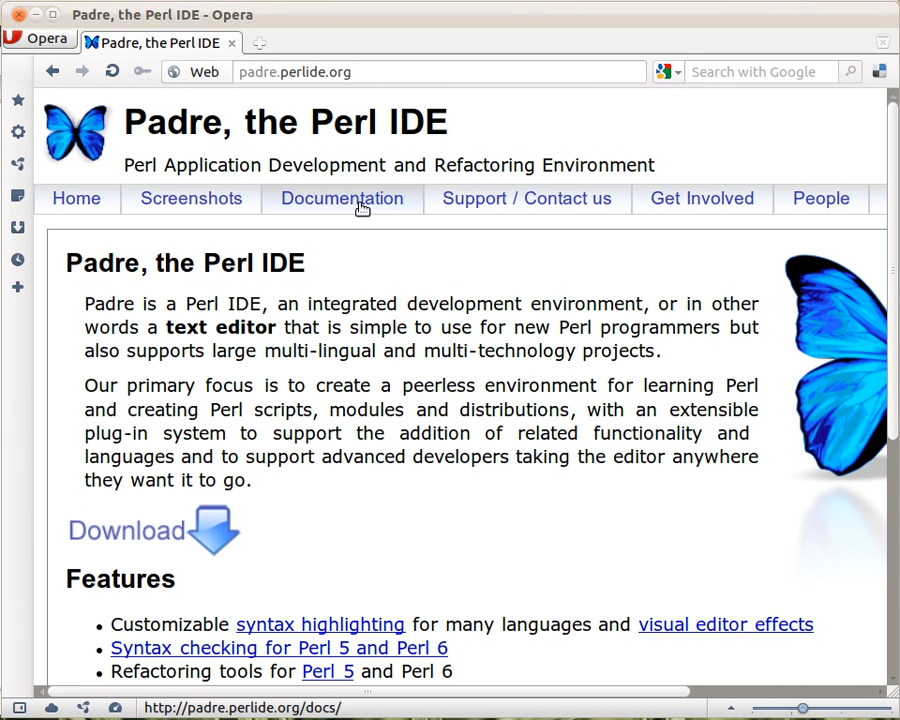 Padre, the Perl IDE - Opera
Opera
Padre, the Perl IDE
Web
padre.perlide.org
Search with Google
Padre, the Perl IDE
Perl Application Development and Refactoring Environment
Home
Screenshots
Documentation
Support / Contact us
Get Involved
People
Padre, the Perl IDE
Padre is a Perl IDE, an integrated development environment, or in other
words a text editor that is simple to use for new Perl programmers but
also supports large multi-lingual and multi-technology projects.
Our primary focus is to create a peerless environment for learning Perl
and creating Perl scripts, modules and distributions, with an extensible
plug-in system to support the addition of related functionality and
languages and to support advanced developers taking the editor anywhere
they want it to go.
Download
Features
• Customizable syntax highlighting for many languages and visual editor effects
• Syntax checking for Perl 5 and Perl 6
• Refactoring tools for Perl 5 and Perl 6
http://padre.perlide.org/docs/